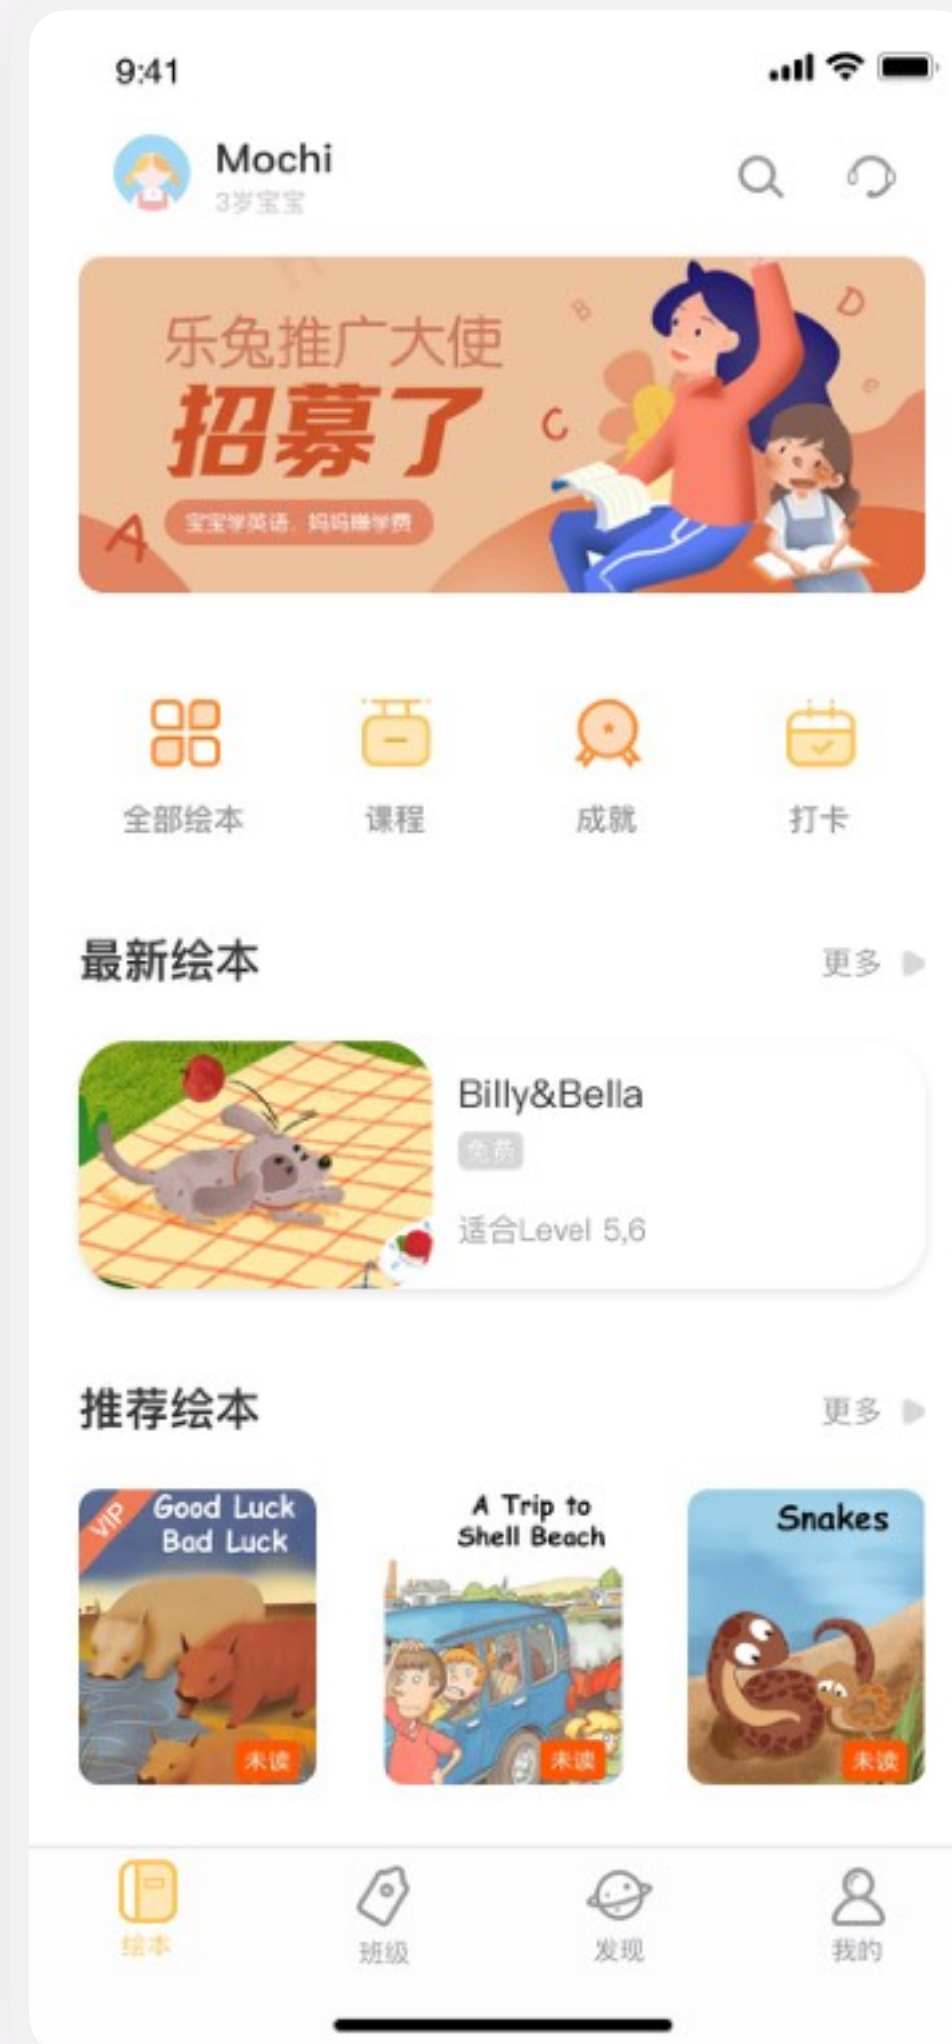 9:41
Mochi
3岁宝宝
乐兔推广大使
招募了
宝宝学英语，妈妈赚学费
A
B
C
D
e
全部绘本
课程
成就
打卡
最新绘本
更多
Billy&Bella
免费
适合Level 5,6
推荐绘本
更多
VIP
Good Luck
Bad Luck
未读
A Trip to
Shell Beach
未读
Snakes
未读
绘本
班级
发现
我的